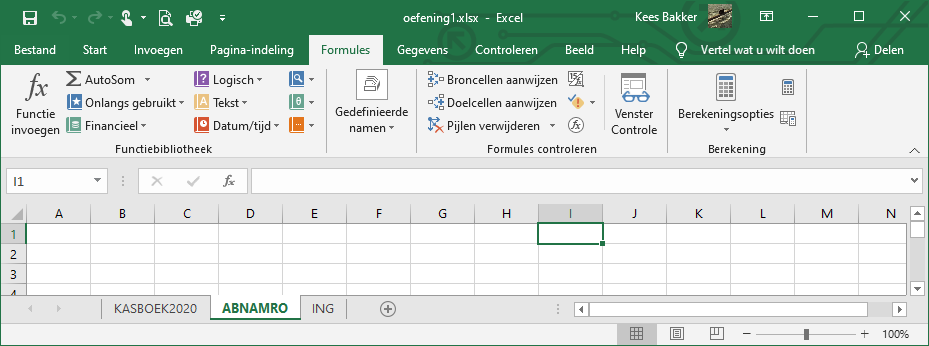 oefening1.xlsx - Excel Kees Bakker
Bestand Start Invoegen Pagina-indeling Formules Gegevens Controleren Beeld Help Vertel wat u wilt doen Delen
fx Functie invoegen
AutoSom
Onlangs gebruikt
Financieel
Logisch
Tekst
Datum/tijd
Functiebibliotheek
Gedefinieerde
namen
Broncellen aanwijzen
Doelcellen aanwijzen
Pijlen verwijderen
Formules controleren
Venster
Controle
Berekeningsopties
Berekening
I1 fx
A B C D E F G H I J K L M N
1
2
3
4
KASBOEK2020 ABNAMRO ING
100%